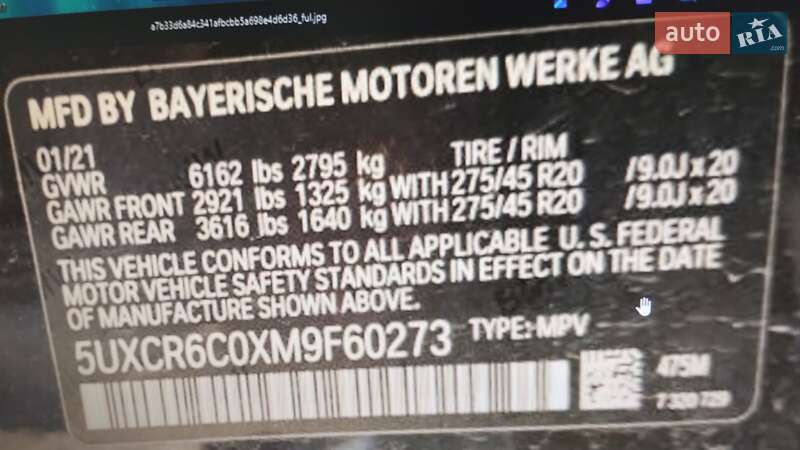 a7b33d6a84c341afbcbb5a698e4d6d36_ful.jpg
auto RIA.com
MFD BY BAYERISCHE MOTOREN WERKE AG
01/21 TIRE / RIM
GVWR 6162 lbs 2795 kg
GAWR FRONT 2921 lbs 1325 kg WITH 275/45 R20 /9.0J x 20
GAWR REAR 3616 lbs 1640 kg WITH 275/45 R20 /9.0J x 20
THIS VEHICLE CONFORMS TO ALL APPLICABLE U. S. FEDERAL
MOTOR VEHICLE SAFETY STANDARDS IN EFFECT ON THE DATE
OF MANUFACTURE SHOWN ABOVE.
5UXCR6C0XM9F60273 TYPE: MPV
475M
7 320 729